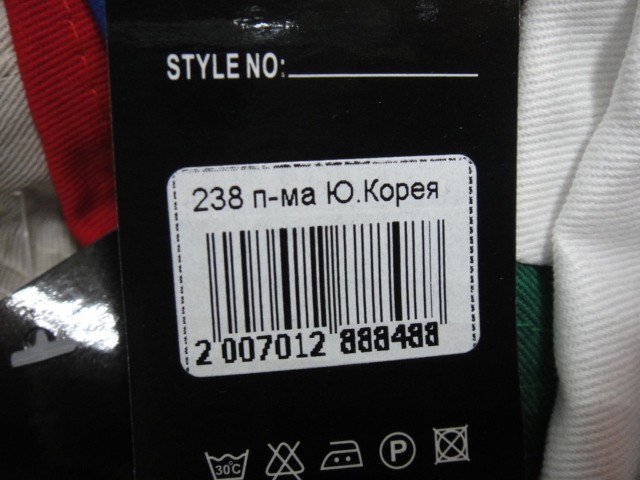 STYLE NO:
238 п-ма Ю.Корея
2 007012 888488
30°C P